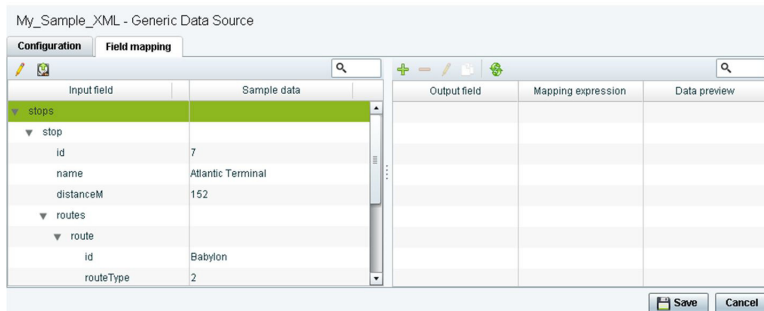 My_Sample_XML - Generic Data Source
Configuration
Field mapping
Input field Sample data
stops
stop
id 7
name Atlantic Terminal
distanceM 152
routes
route
id Babylon
routeType 2
Output field Mapping expression Data preview
Save Cancel